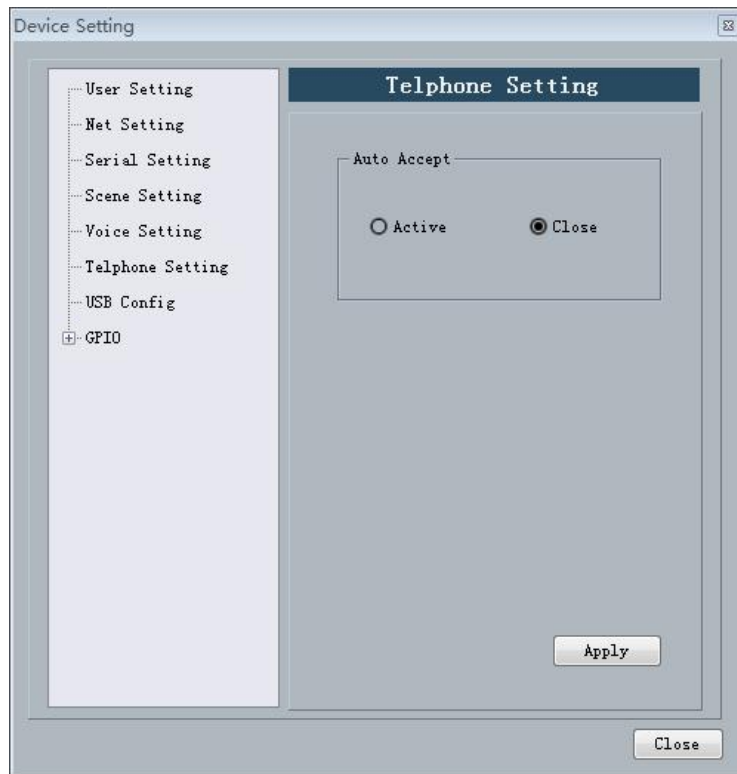 Device Setting
User Setting
Net Setting
Serial Setting
Scene Setting
Voice Setting
Telphone Setting
USB Config
GPIO
Telphone Setting
Auto Accept
Active
Close
Apply
Close